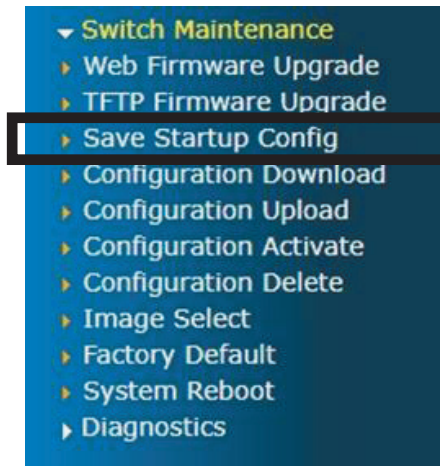 Switch Maintenance
Web Firmware Upgrade
TFTP Firmware Upgrade
Save Startup Config
Configuration Download
Configuration Upload
Configuration Activate
Configuration Delete
Image Select
Factory Default
System Reboot
Diagnostics